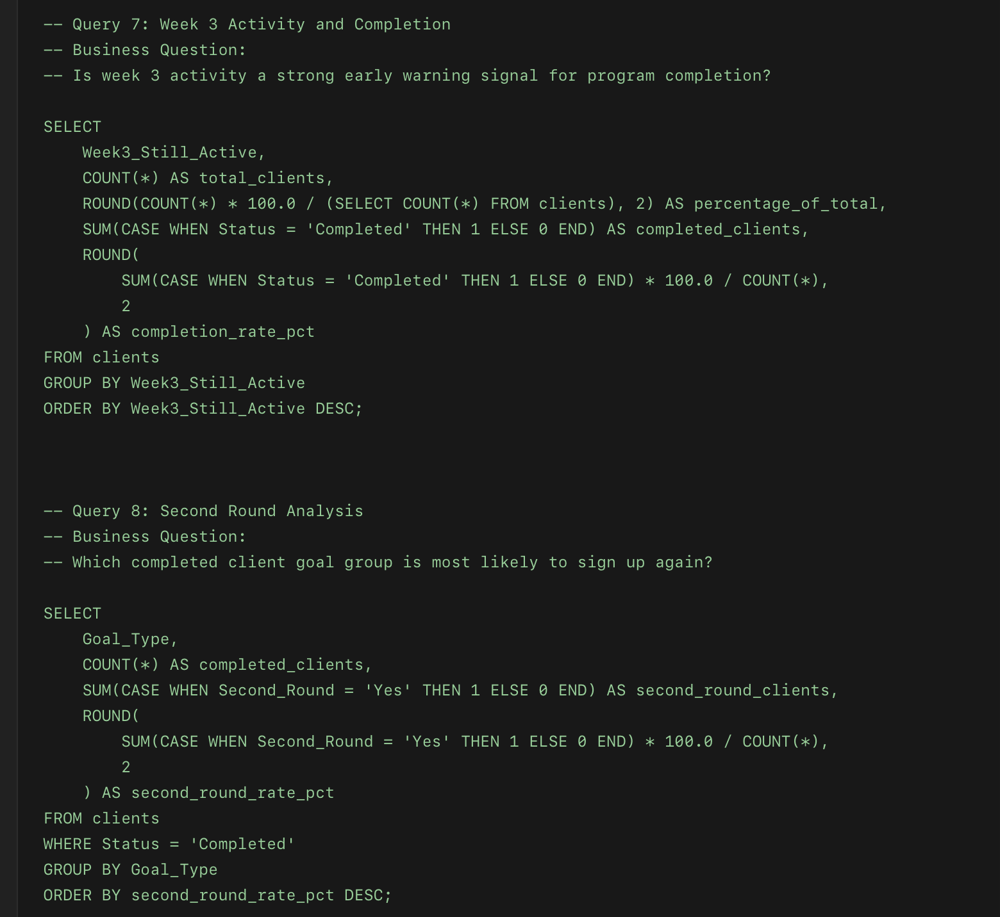 -- Query 7: Week 3 Activity and Completion
-- Business Question:
-- Is week 3 activity a strong early warning signal for program completion?
SELECT
    Week3_Still_Active,
    COUNT(*) AS total_clients,
    ROUND(COUNT(*) * 100.0 / (SELECT COUNT(*) FROM clients), 2) AS percentage_of_total,
    SUM(CASE WHEN Status = 'Completed' THEN 1 ELSE 0 END) AS completed_clients,
    ROUND(
        SUM(CASE WHEN Status = 'Completed' THEN 1 ELSE 0 END) * 100.0 / COUNT(*),
        2
    ) AS completion_rate_pct
FROM clients
GROUP BY Week3_Still_Active
ORDER BY Week3_Still_Active DESC;
-- Query 8: Second Round Analysis
-- Business Question:
-- Which completed client goal group is most likely to sign up again?
SELECT
    Goal_Type,
    COUNT(*) AS completed_clients,
    SUM(CASE WHEN Second_Round = 'Yes' THEN 1 ELSE 0 END) AS second_round_clients,
    ROUND(
        SUM(CASE WHEN Second_Round = 'Yes' THEN 1 ELSE 0 END) * 100.0 / COUNT(*),
        2
    ) AS second_round_rate_pct
FROM clients
WHERE Status = 'Completed'
GROUP BY Goal_Type
ORDER BY second_round_rate_pct DESC;